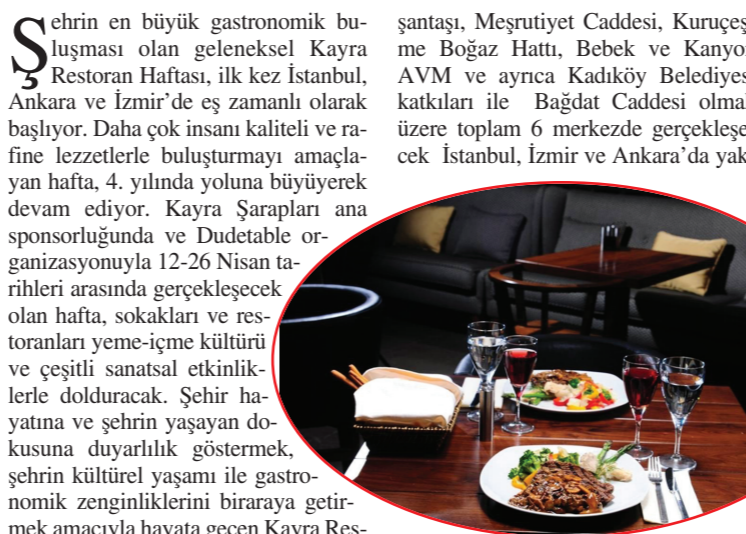 Şehrin en büyük gastronomik bu-
luşması olan geleneksel Kayra
Restoran Haftası, ilk kez İstanbul,
Ankara ve İzmir’de eş zamanlı olarak
başlıyor. Daha çok insanı kaliteli ve ra-
fine lezzetlerle buluşturmayı amaçla-
yan hafta, 4. yılında yoluna büyüyerek
devam ediyor. Kayra Şarapları ana
sponsorluğunda ve Dudetable or-
ganizasyonuyla 12-26 Nisan ta-
rihleri arasında gerçekleşecek
olan hafta, sokakları ve res-
toranları yeme-içme kültürü
ve çeşitli sanatsal etkinlik-
lerle dolduracak. Şehir ha-
yatına ve şehrin yaşayan do-
kusuna duyarlılık göstermek,
şehrin kültürel yaşamı ile gastro-
nomik zenginliklerini biraraya getir-
mek amacıyla hayata geçen Kayra Res-
şantaşı, Meşrutiyet Caddesi, Kuruçeş
me Boğaz Hattı, Bebek ve Kanyo
AVM ve ayrıca Kadıköy Belediyes
katkıları ile Bağdat Caddesi olma
üzere toplam 6 merkezde gerçekleşe
cek İstanbul, İzmir ve Ankara’da yak